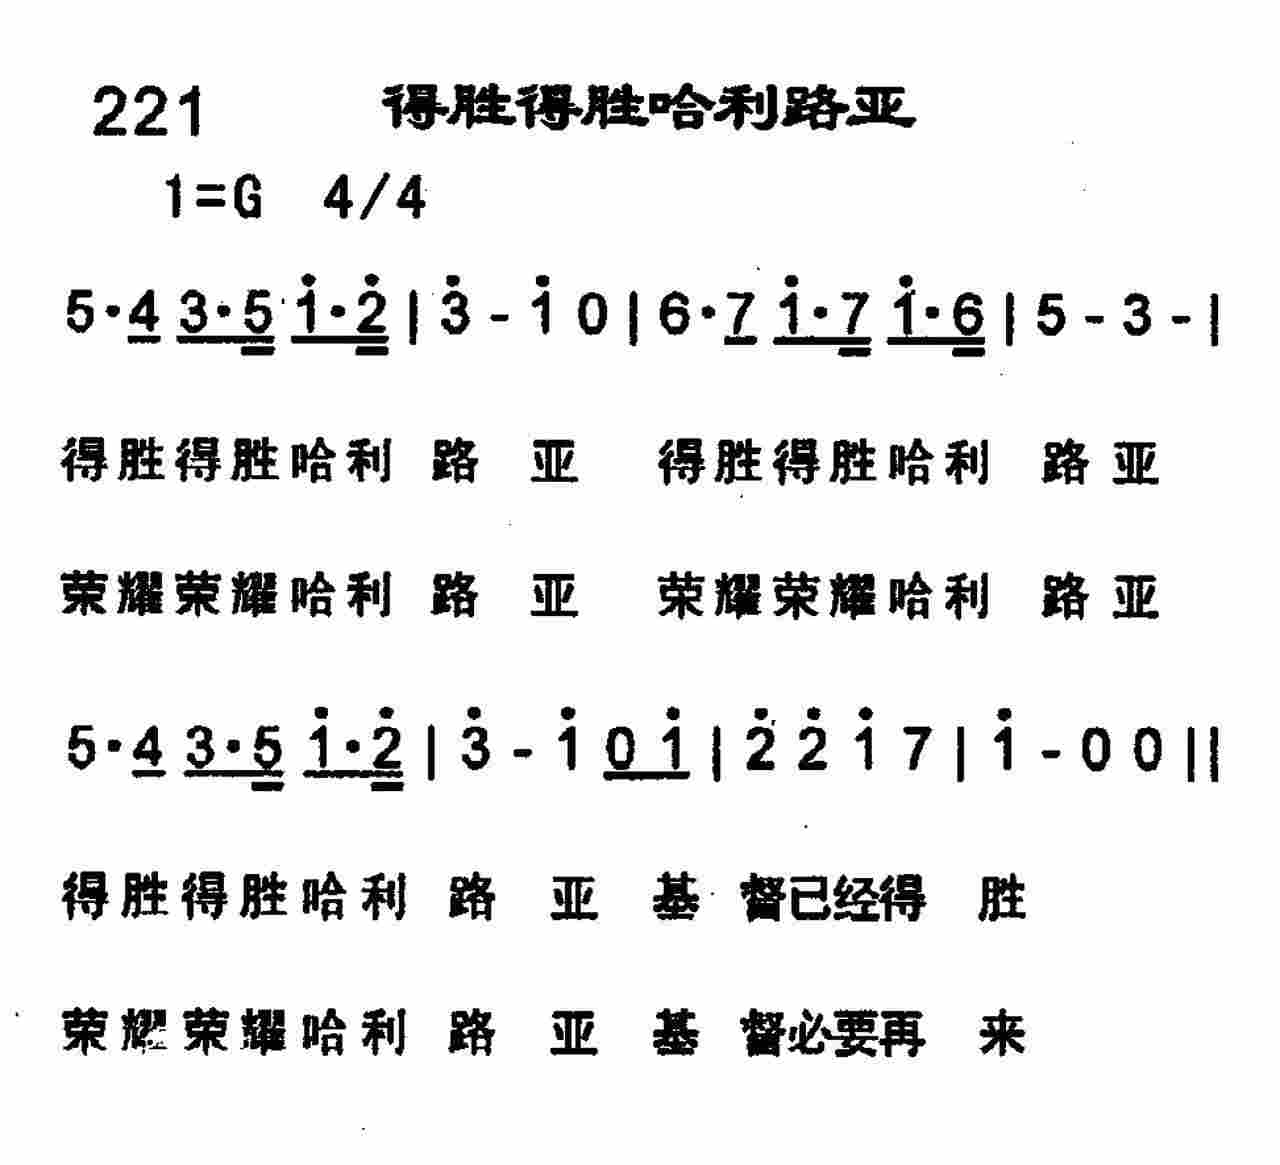 221 得胜得胜哈利路亚
1=G 4/4
5·4 3·5 1̇·2̇ | 3̇ - 1̇ 0 | 6·7 1̇·7 1̇·6 | 5 - 3 - |
得胜得胜哈利 路 亚 得胜得胜哈利 路 亚
荣耀荣耀哈利 路 亚 荣耀荣耀哈利 路 亚
5·4 3·5 1̇·2̇ | 3̇ - 1̇ 0 1̇ | 2̇ 2̇ 1̇ 7 | 1̇ - 0 0 ||
得胜得胜哈利 路 亚 基 督已经得 胜
荣耀荣耀哈利 路 亚 基 督必要再 来